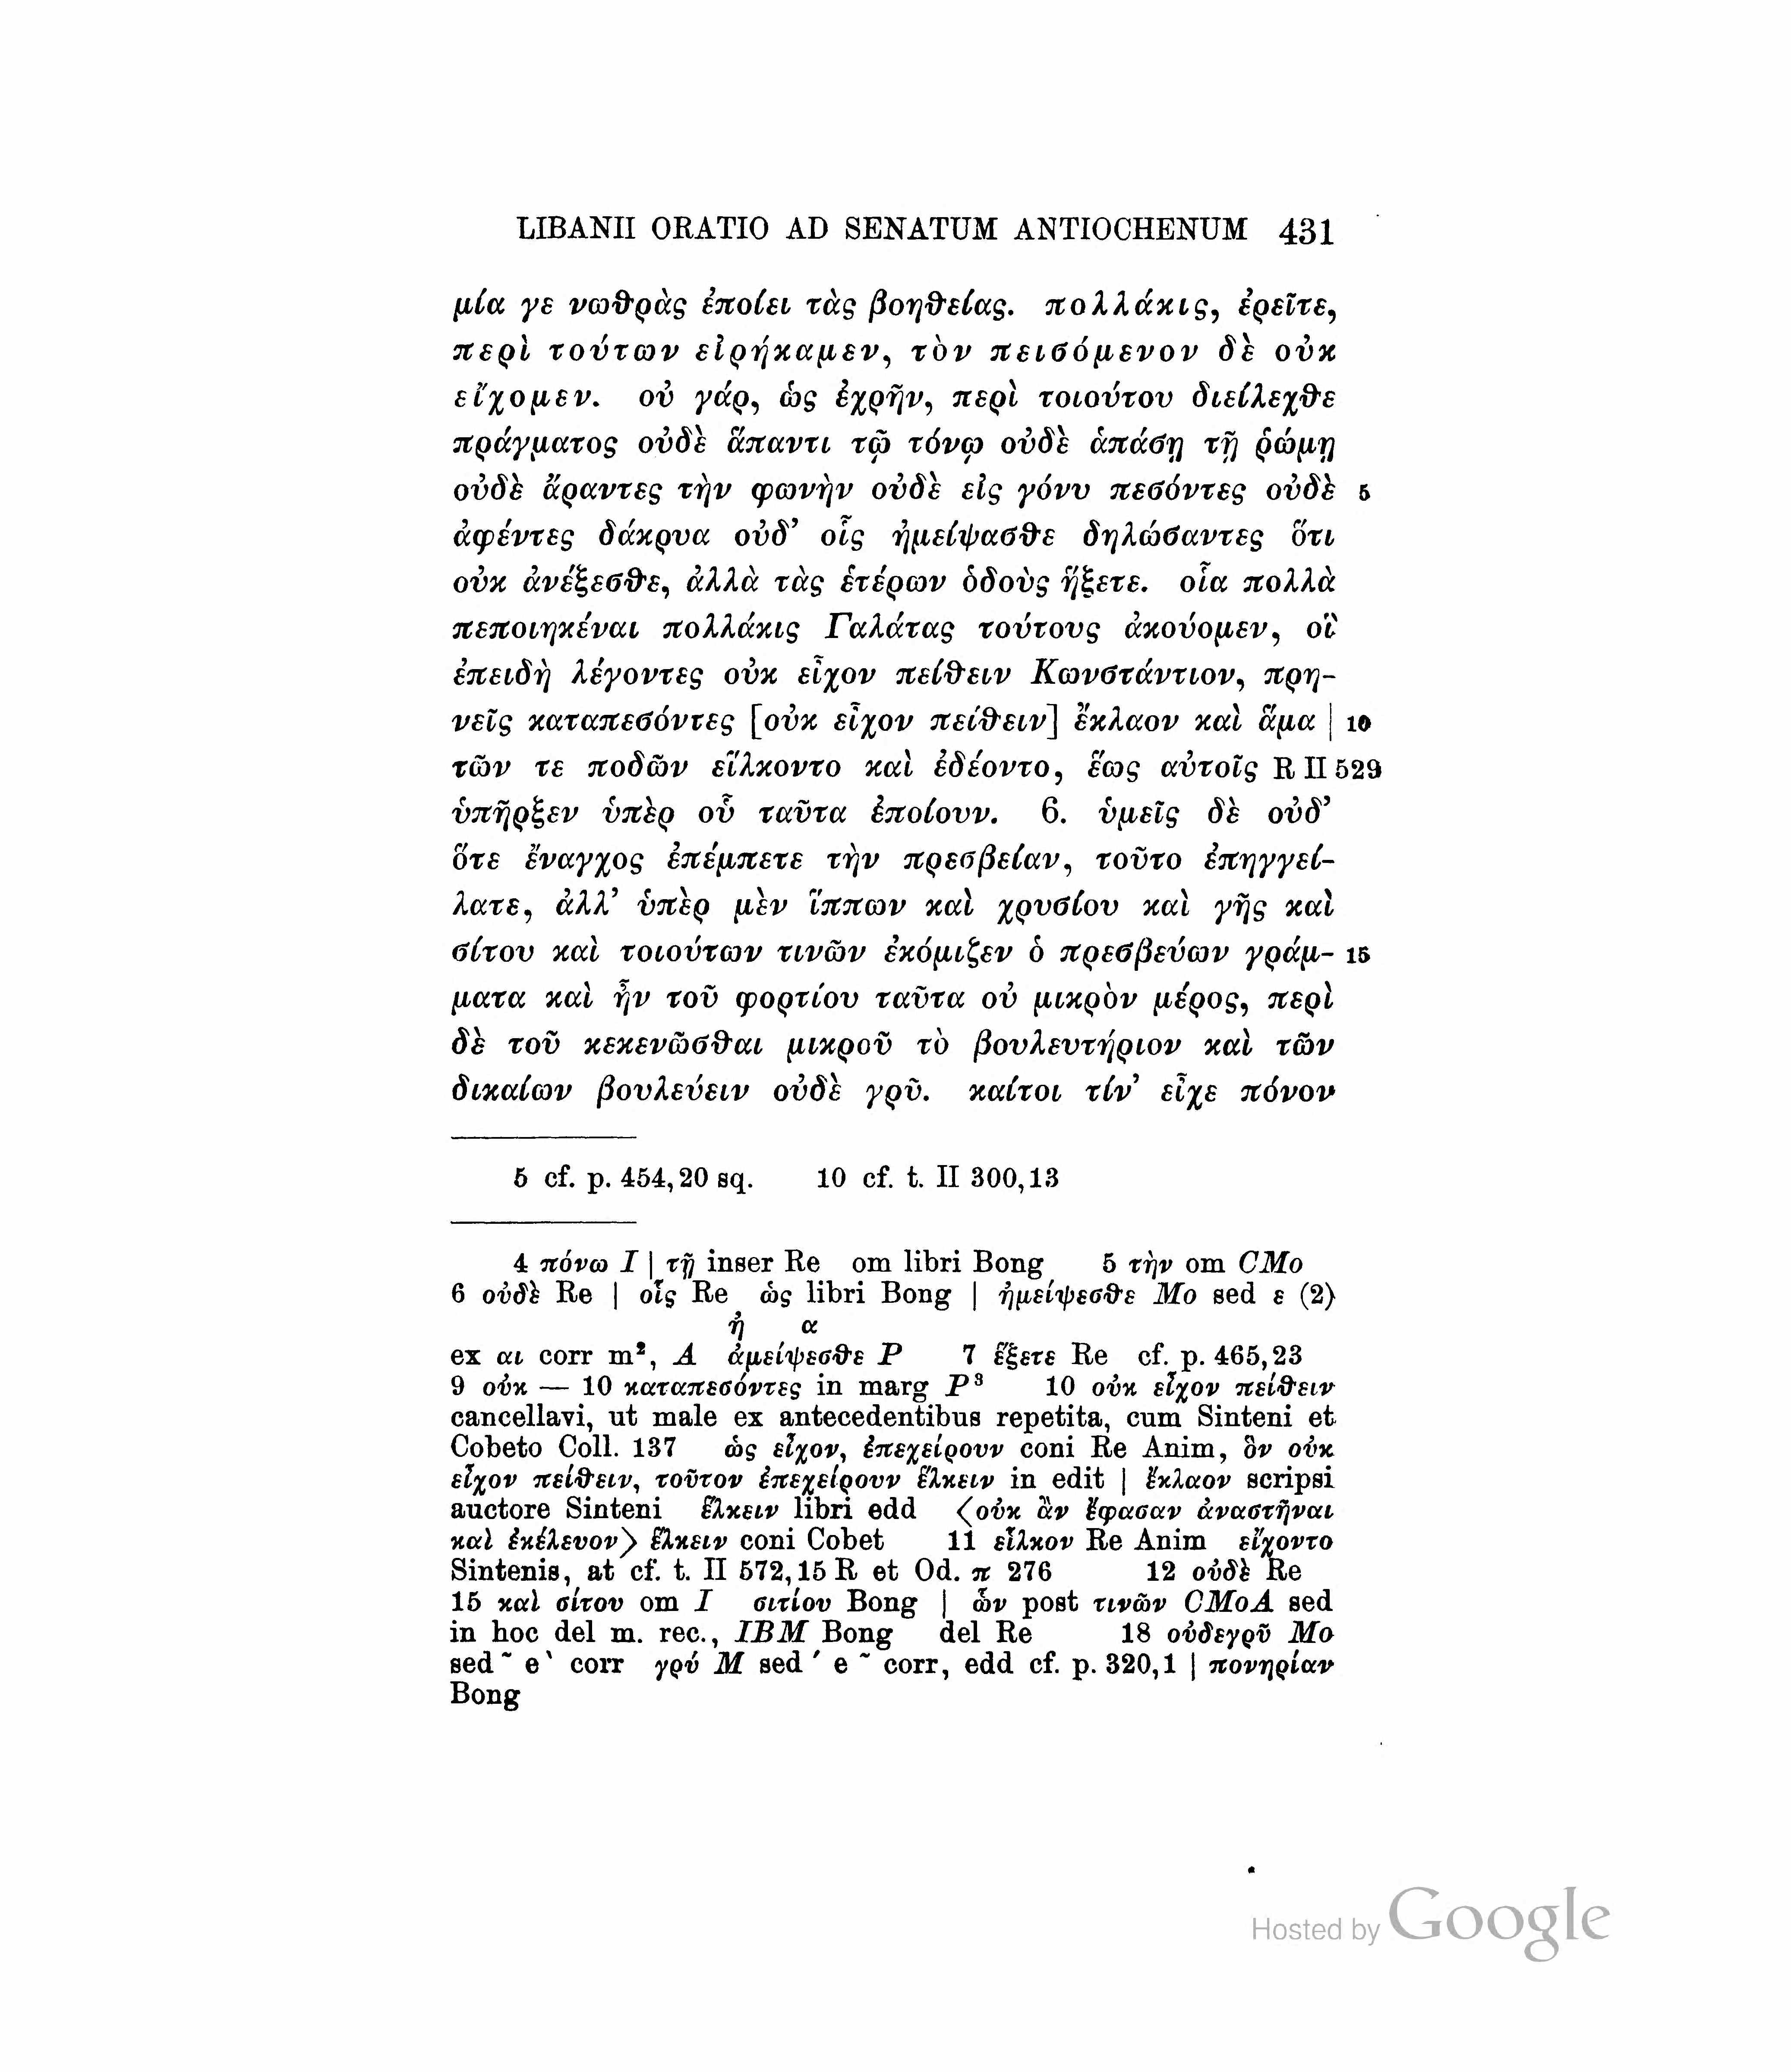 LIBANII ORATIO AD SENATUM ANTIOCHENUM 431
μία γε νωϑρὰς ἐποίει τὰς βοηϑείας. πολλάκις, ἐρεῖτε,
περὶ τούτων εἰρήκαμεν, τὸν πεισόμενον δὲ οὐκ
εἴχομεν. οὐ γάρ, ὡς ἐχρῆν, περὶ τοιούτου διείλεχϑε
πράγματος οὐδὲ ἅπαντι τῷ τόνῳ οὐδὲ ἁπάσῃ τῇ ῥώμῃ
οὐδὲ ἄραντες τὴν φωνὴν οὐδὲ εἰς γόνυ πεσόντες οὐδὲ 5
ἀφέντες δάκρυα οὐδ’ οἷς ἠμείψασϑε δηλώσαντες ὅτι
οὐκ ἀνέξεσϑε, ἀλλὰ τὰς ἑτέρων ὁδοὺς ἥξετε. οἷα πολλὰ
πεποιηκέναι πολλάκις Γαλάτας τούτους ἀκούομεν, οἳ
ἐπειδὴ λέγοντες οὐκ εἶχον πείϑειν Κωνστάντιον, πρη-
νεῖς καταπεσόντες [οὐκ εἶχον πείϑειν] ἔκλαον καὶ ἅμα | 10
τῶν τε ποδῶν εἵλκοντο καὶ ἐδέοντο, ἕως αὐτοῖς R II 529
ὑπῆρξεν ὑπὲρ οὗ ταῦτα ἐποίουν. 6. ὑμεῖς δὲ οὐδ’
ὅτε ἔναγχος ἐπέμπετε τὴν πρεσβείαν, τοῦτο ἐπηγγεί-
λατε, ἀλλ’ ὑπὲρ μὲν ἵππων καὶ χρυσίου καὶ γῆς καὶ
σίτου καὶ τοιούτων τινῶν ἐκόμιζεν ὁ πρεσβεύων γράμ- 15
ματα καὶ ἦν τοῦ φορτίου ταῦτα οὐ μικρὸν μέρος, περὶ
δὲ τοῦ κεκενῶσϑαι μικροῦ τὸ βουλευτήριον καὶ τῶν
δικαίων βουλεύειν οὐδὲ γρῦ. καίτοι τίν’ εἶχε πόνον
5 cf. p. 454,20 sq. 10 cf. t. II 300,13
4 πόνω I | τῇ inser Re om libri Bong 5 τὴν om CMo
6 οὐδὲ Re | οἷς Re ὡς libri Bong | ἠμείψεσϑε Mo sed ε (2)
ἠ α
ex αι corr m², A ἀμείψεσϑε P 7 ἕξετε Re cf. p. 465,23
9 οὐκ — 10 καταπεσόντες in marg P³ 10 οὐκ εἶχον πείϑειν
cancellavi, ut male ex antecedentibus repetita, cum Sinteni et
Cobeto Coll. 137 ὡς εἶχον, ἐπεχείρουν coni Re Anim, ὃν οὐκ
εἶχον πείϑειν, τοῦτον ἐπεχείρουν ἕλκειν in edit | ἔκλαον scripsi
auctore Sinteni ἕλκειν libri edd ⟨οὐκ ἂν ἔφασαν ἀναστῆναι
καὶ ἐκέλευον⟩ ἕλκειν coni Cobet 11 εἷλκον Re Anim εἴχοντο
Sintenis, at cf. t. II 572,15 R et Od. π 276 12 οὐδὲ Re
15 καὶ σίτου om I σιτίου Bong | ὧν post τινῶν CMoA sed
in hoc del m. rec., IBM Bong del Re 18 οὐδεγρῦ Mo
sed ῀ e ` corr γρύ M sed ´ e ῀ corr, edd cf. p. 320,1 | πονηρίαν
Bong
Hosted by Google